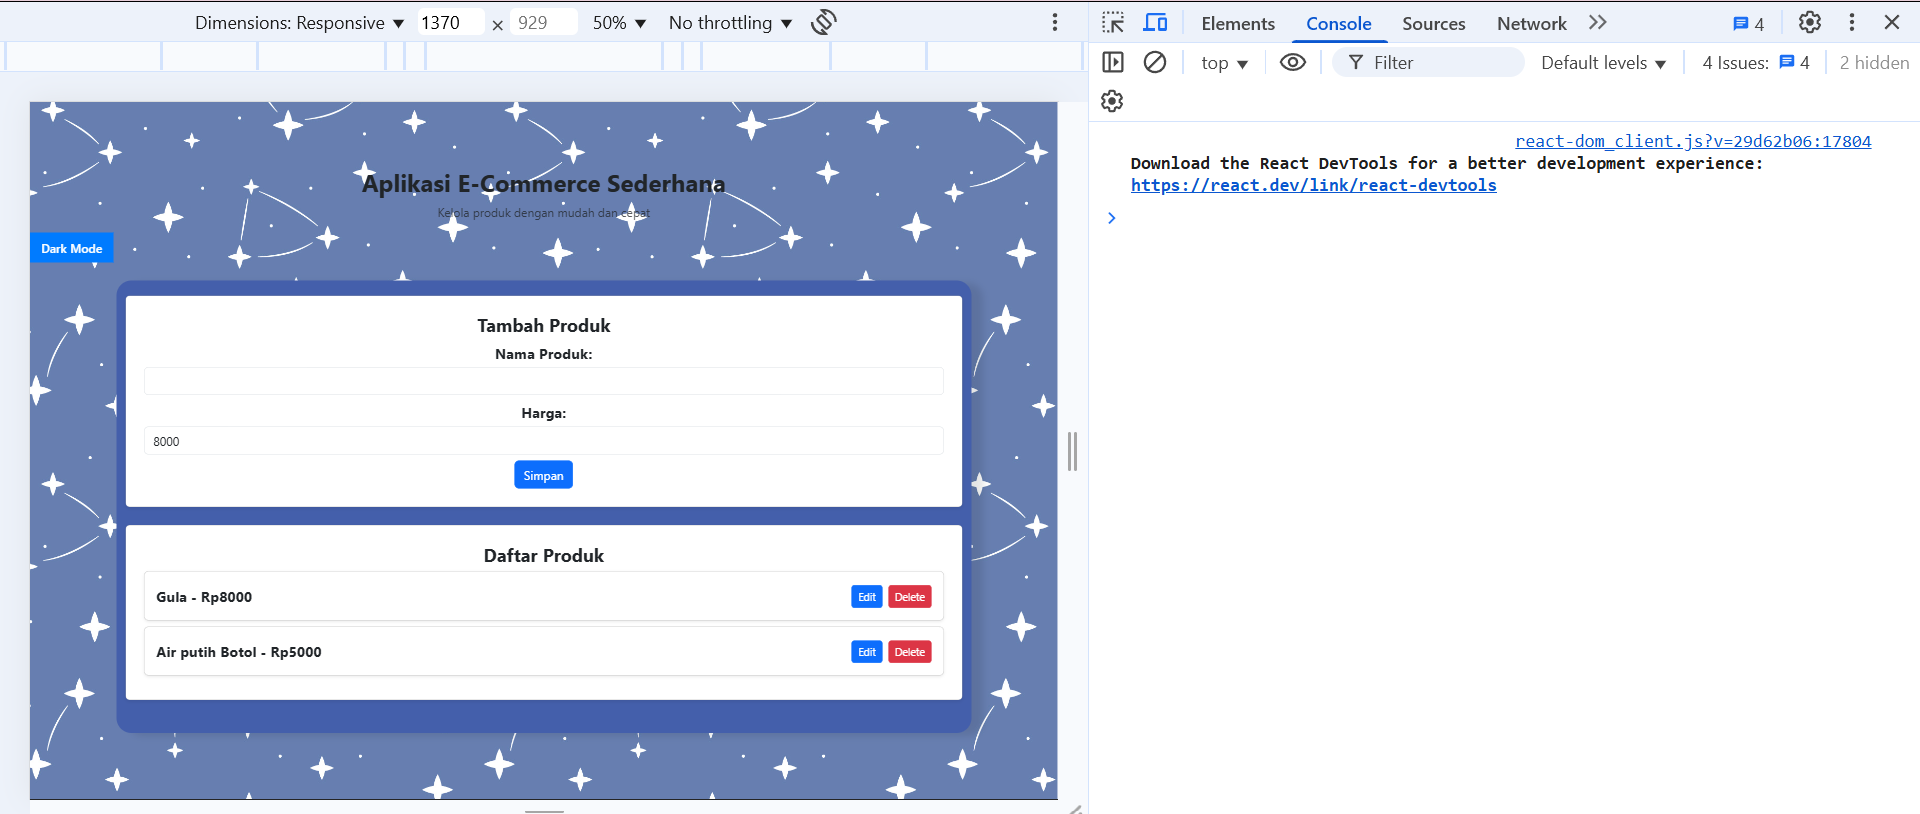 Dimensions: Responsive 1370 × 929 50% No throttling
Elements Console Sources Network 4
top Filter Default levels 4 Issues: 4 2 hidden
react-dom_client.js?v=29d62b06:17804
Download the React DevTools for a better development experience:
https://react.dev/link/react-devtools
Aplikasi E-Commerce Sederhana
Kelola produk dengan mudah dan cepat
Dark Mode
Tambah Produk
Nama Produk:
Harga:
8000
Simpan
Daftar Produk
Gula - Rp8000 Edit Delete
Air putih Botol - Rp5000 Edit Delete